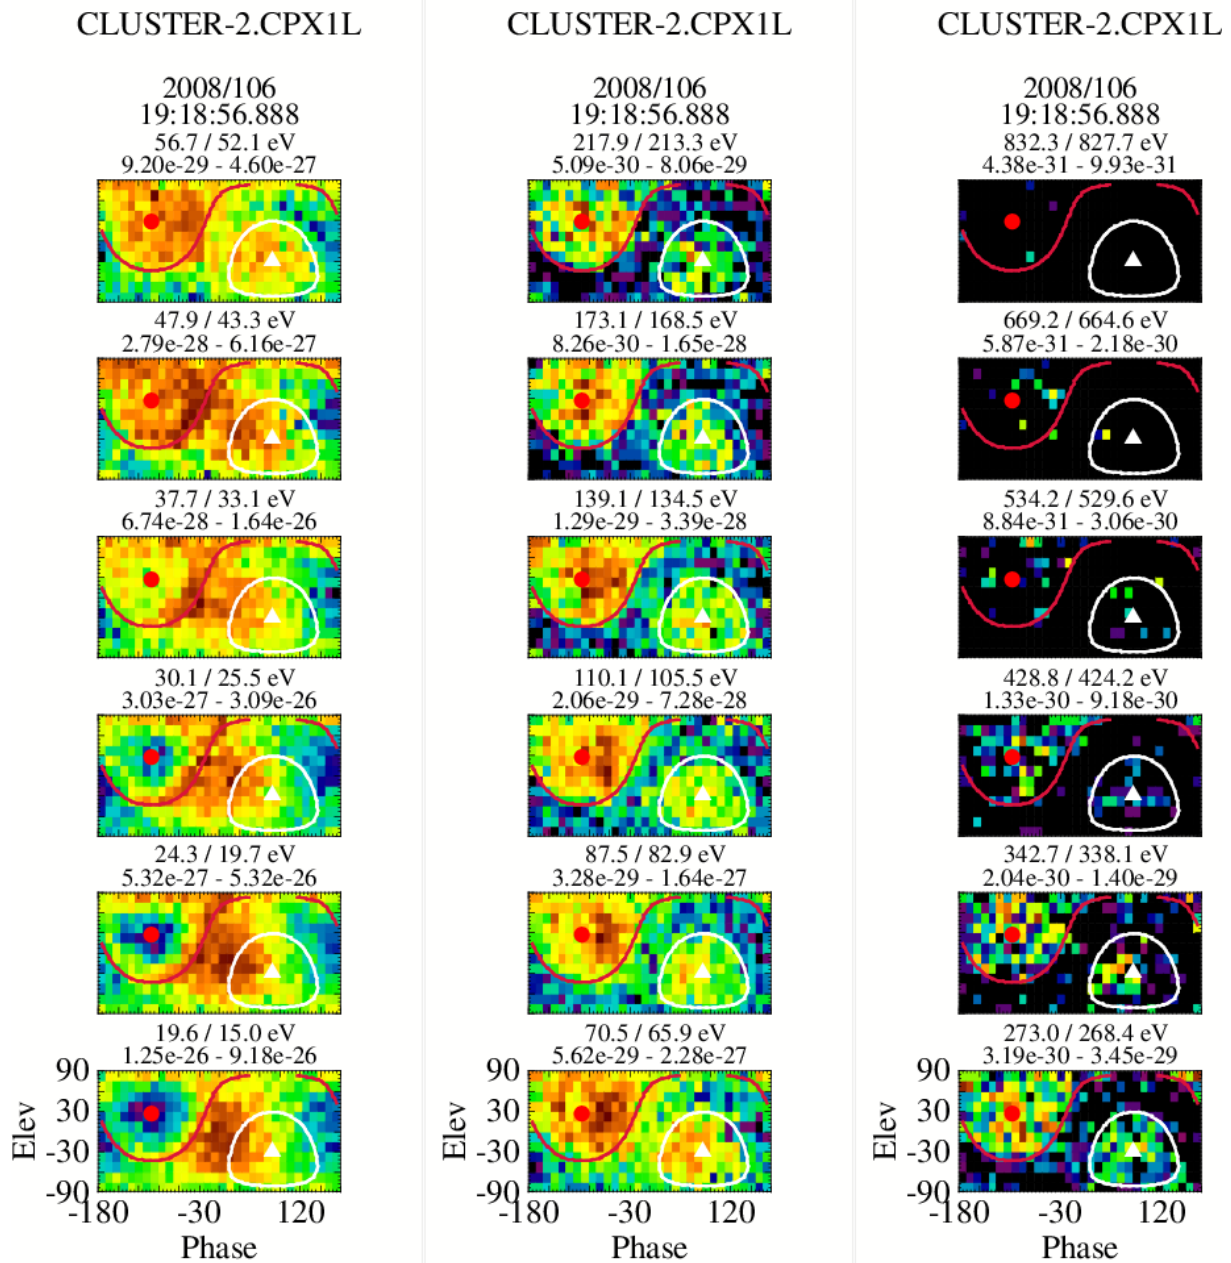 CLUSTER-2.CPX1L
2008/106
19:18:56.888
56.7 / 52.1 eV
9.20e-29 - 4.60e-27
47.9 / 43.3 eV
2.79e-28 - 6.16e-27
37.7 / 33.1 eV
6.74e-28 - 1.64e-26
30.1 / 25.5 eV
3.03e-27 - 3.09e-26
24.3 / 19.7 eV
5.32e-27 - 5.32e-26
19.6 / 15.0 eV
1.25e-26 - 9.18e-26
90
30
-30
-90
Elev
-180 -30 120
Phase
CLUSTER-2.CPX1L
2008/106
19:18:56.888
217.9 / 213.3 eV
5.09e-30 - 8.06e-29
173.1 / 168.5 eV
8.26e-30 - 1.65e-28
139.1 / 134.5 eV
1.29e-29 - 3.39e-28
110.1 / 105.5 eV
2.06e-29 - 7.28e-28
87.5 / 82.9 eV
3.28e-29 - 1.64e-27
70.5 / 65.9 eV
5.62e-29 - 2.28e-27
90
30
-30
-90
Elev
-180 -30 120
Phase
CLUSTER-2.CPX1L
2008/106
19:18:56.888
832.3 / 827.7 eV
4.38e-31 - 9.93e-31
669.2 / 664.6 eV
5.87e-31 - 2.18e-30
534.2 / 529.6 eV
8.84e-31 - 3.06e-30
428.8 / 424.2 eV
1.33e-30 - 9.18e-30
342.7 / 338.1 eV
2.04e-30 - 1.40e-29
273.0 / 268.4 eV
3.19e-30 - 3.45e-29
90
30
-30
-90
Elev
-180 -30 120
Phase